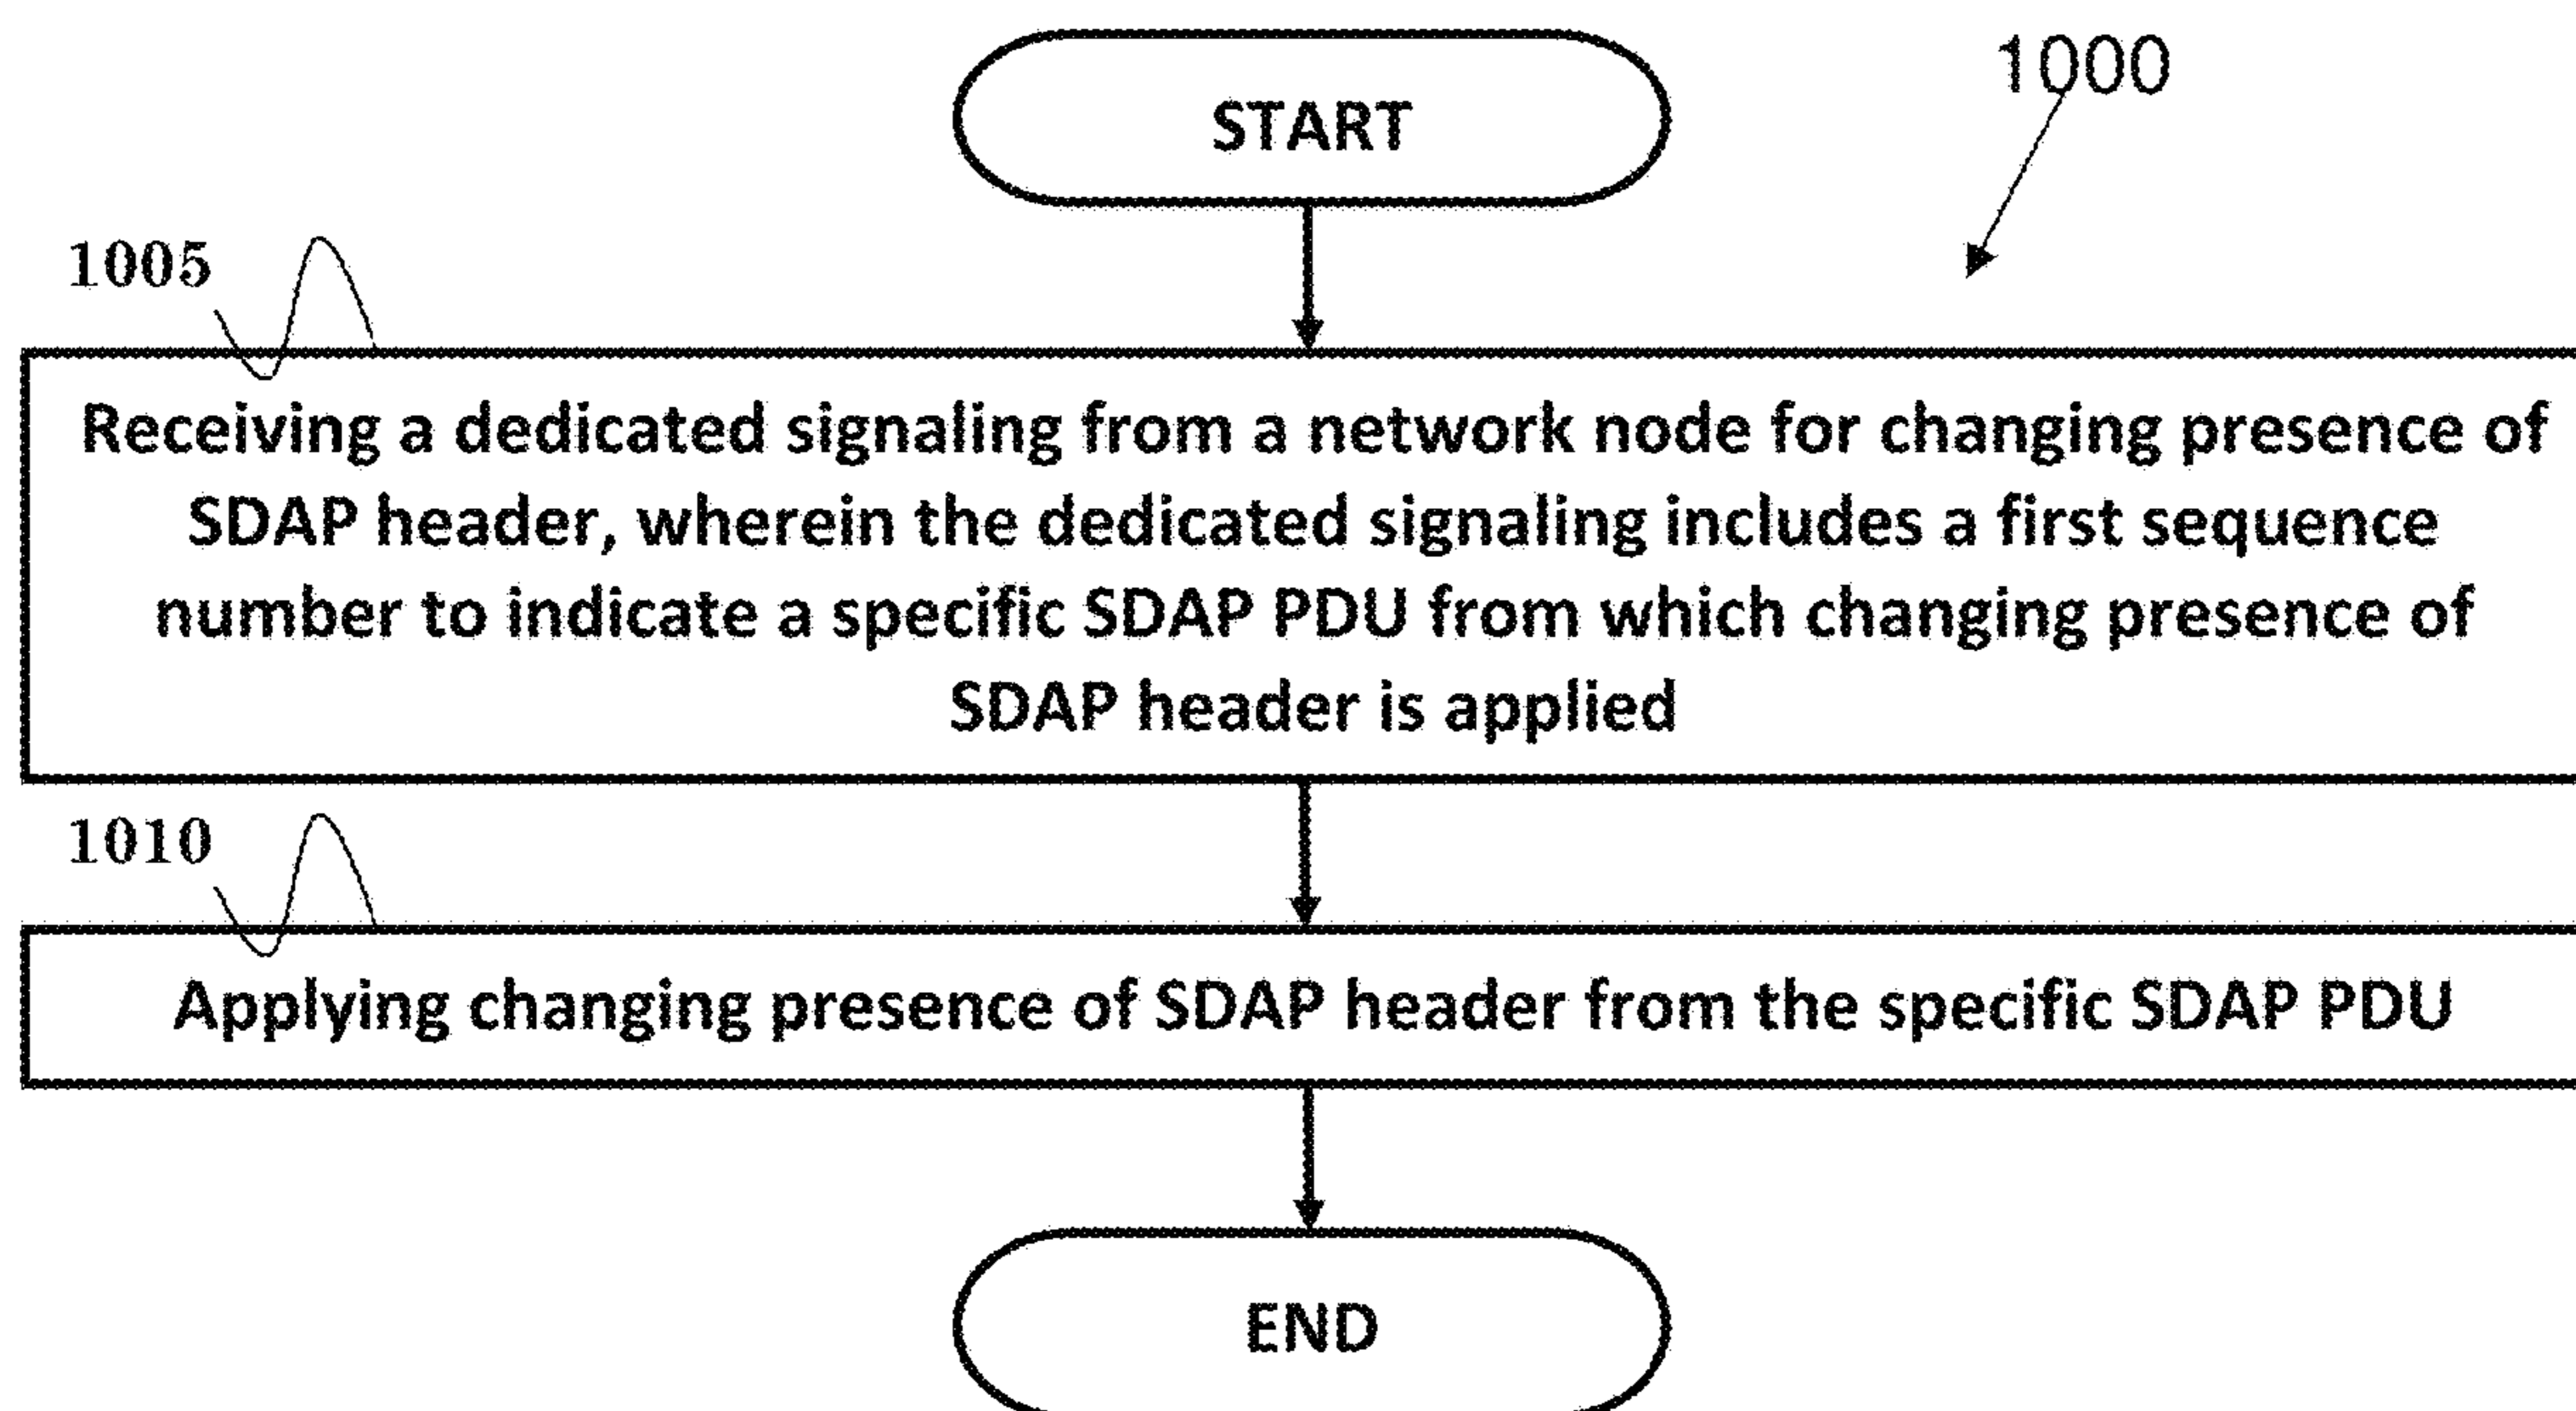 START
1000
1005
Receiving a dedicated signaling from a network node for changing presence of
SDAP header, wherein the dedicated signaling includes a first sequence
number to indicate a specific SDAP PDU from which changing presence of
SDAP header is applied
1010
Applying changing presence of SDAP header from the specific SDAP PDU
END